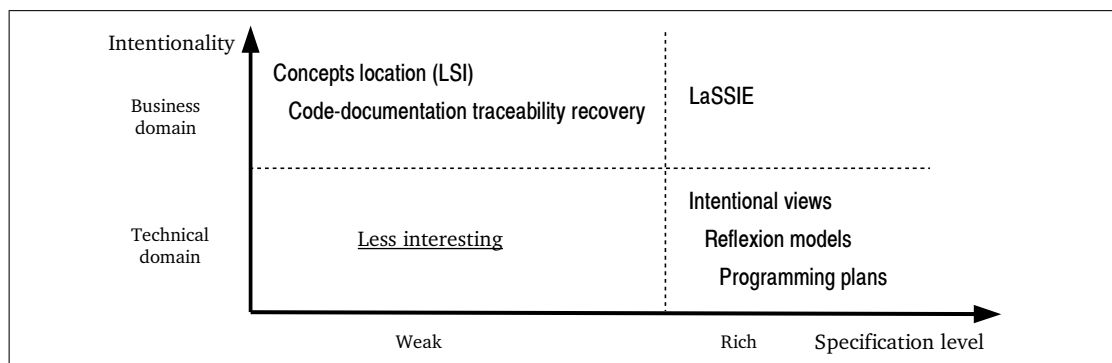 Intentionality
Concepts location (LSI)
Business
domain
Code-documentation traceability recovery
LaSSIE
Intentional views
Technical
domain
Less interesting
Reflexion models
Programming plans
Weak
Rich
Specification level